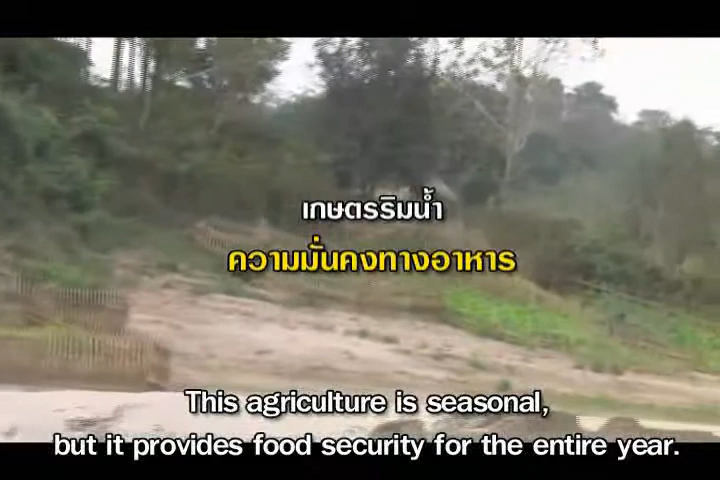 เกษตรริมน้ำ
ความมั่นคงทางอาหาร
This agriculture is seasonal,
but it provides food security for the entire year.